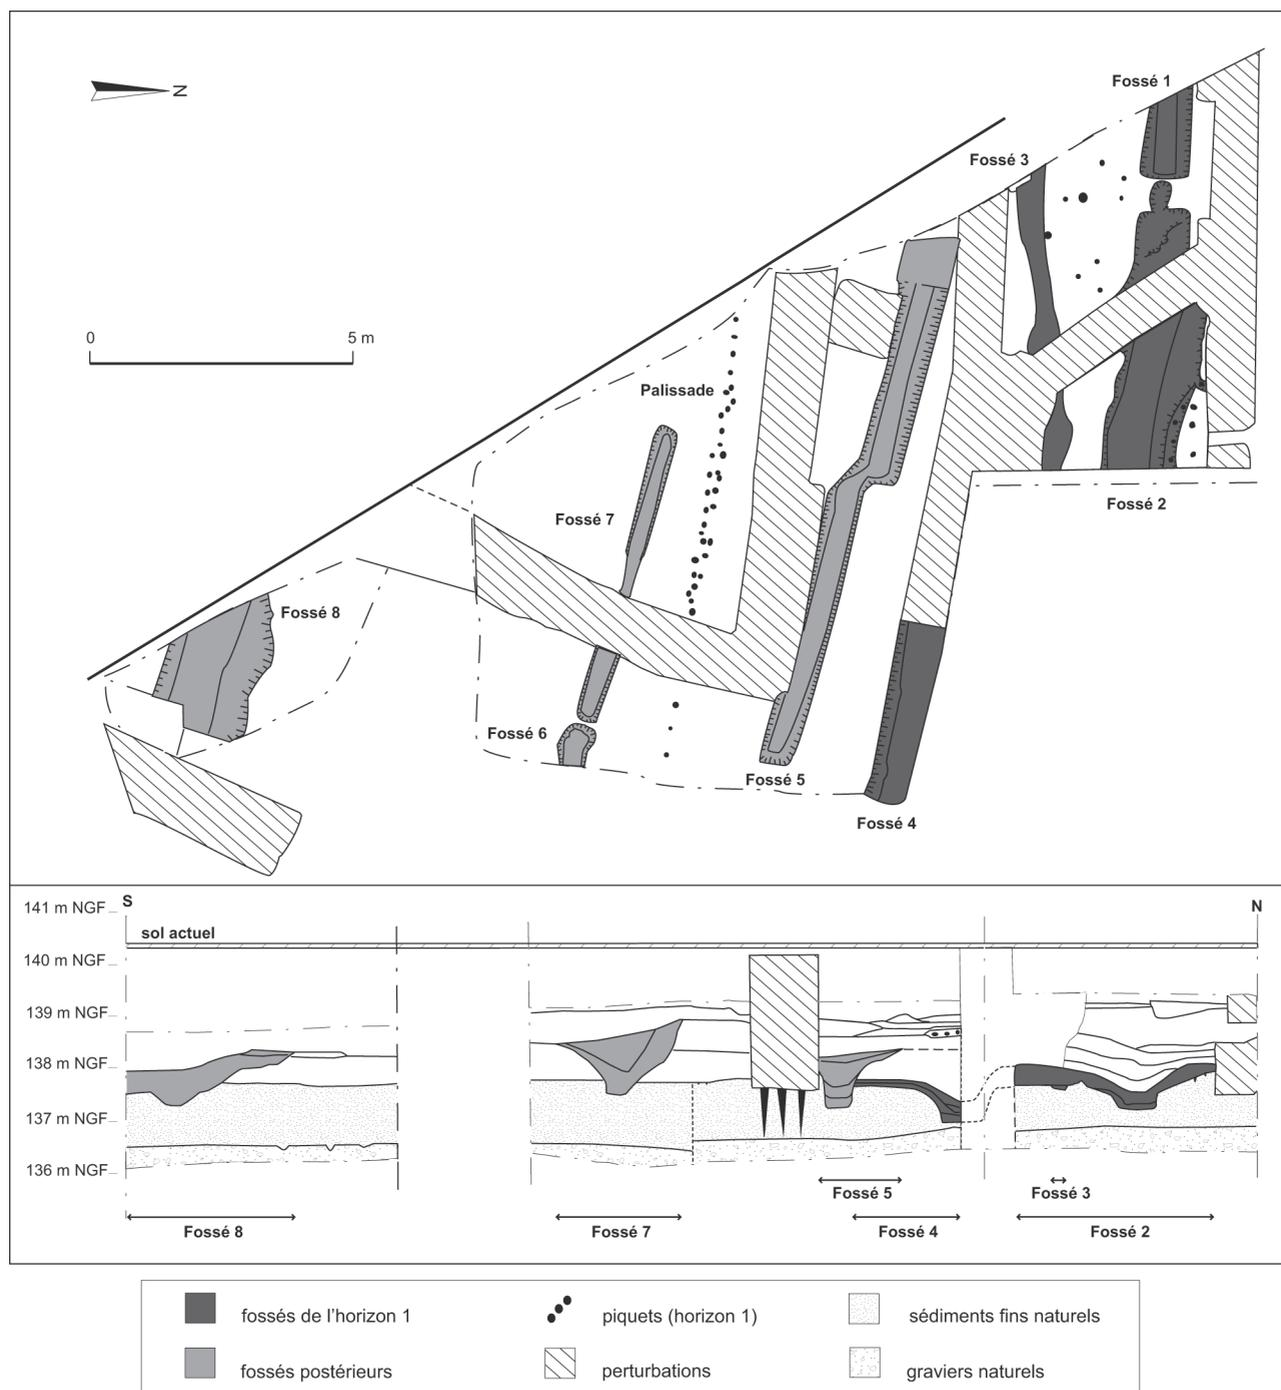 Fossé 1
N
Fossé 3
0 5 m
Palissade
Fossé 2
Fossé 7
Fossé 8
Fossé 6
Fossé 5
Fossé 4
S N
141 m NGF
sol actuel
140 m NGF
139 m NGF
138 m NGF
137 m NGF
136 m NGF
Fossé 5 Fossé 3
Fossé 8 Fossé 7 Fossé 4 Fossé 2
fossés de l'horizon 1 piquets (horizon 1) sédiments fins naturels
fossés postérieurs perturbations graviers naturels